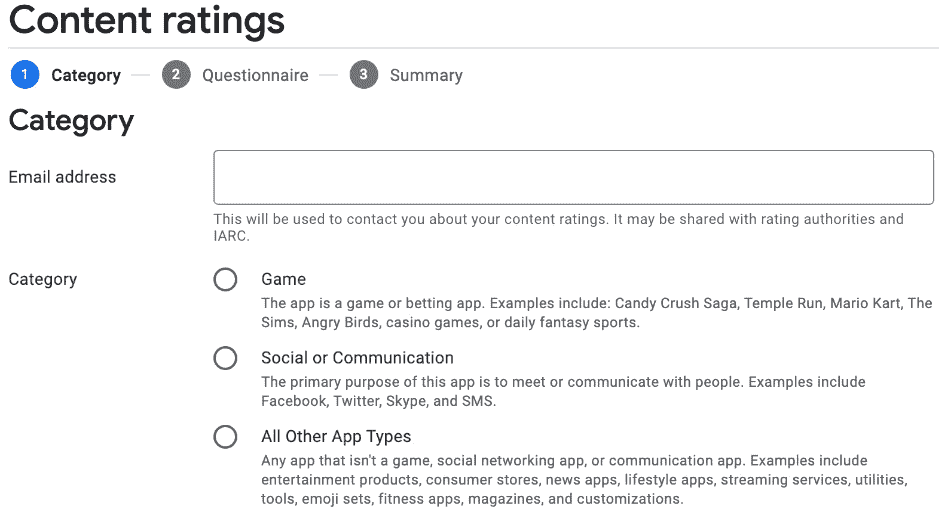 Content ratings
1 Category 2 Questionnaire 3 Summary
Category
Email address
This will be used to contact you about your content ratings. It may be shared with rating authorities and
IARC.
Category
Game
The app is a game or betting app. Examples include: Candy Crush Saga, Temple Run, Mario Kart, The
Sims, Angry Birds, casino games, or daily fantasy sports.
Social or Communication
The primary purpose of this app is to meet or communicate with people. Examples include
Facebook, Twitter, Skype, and SMS.
All Other App Types
Any app that isn't a game, social networking app, or communication app. Examples include
entertainment products, consumer stores, news apps, lifestyle apps, streaming services, utilities,
tools, emoji sets, fitness apps, magazines, and customizations.